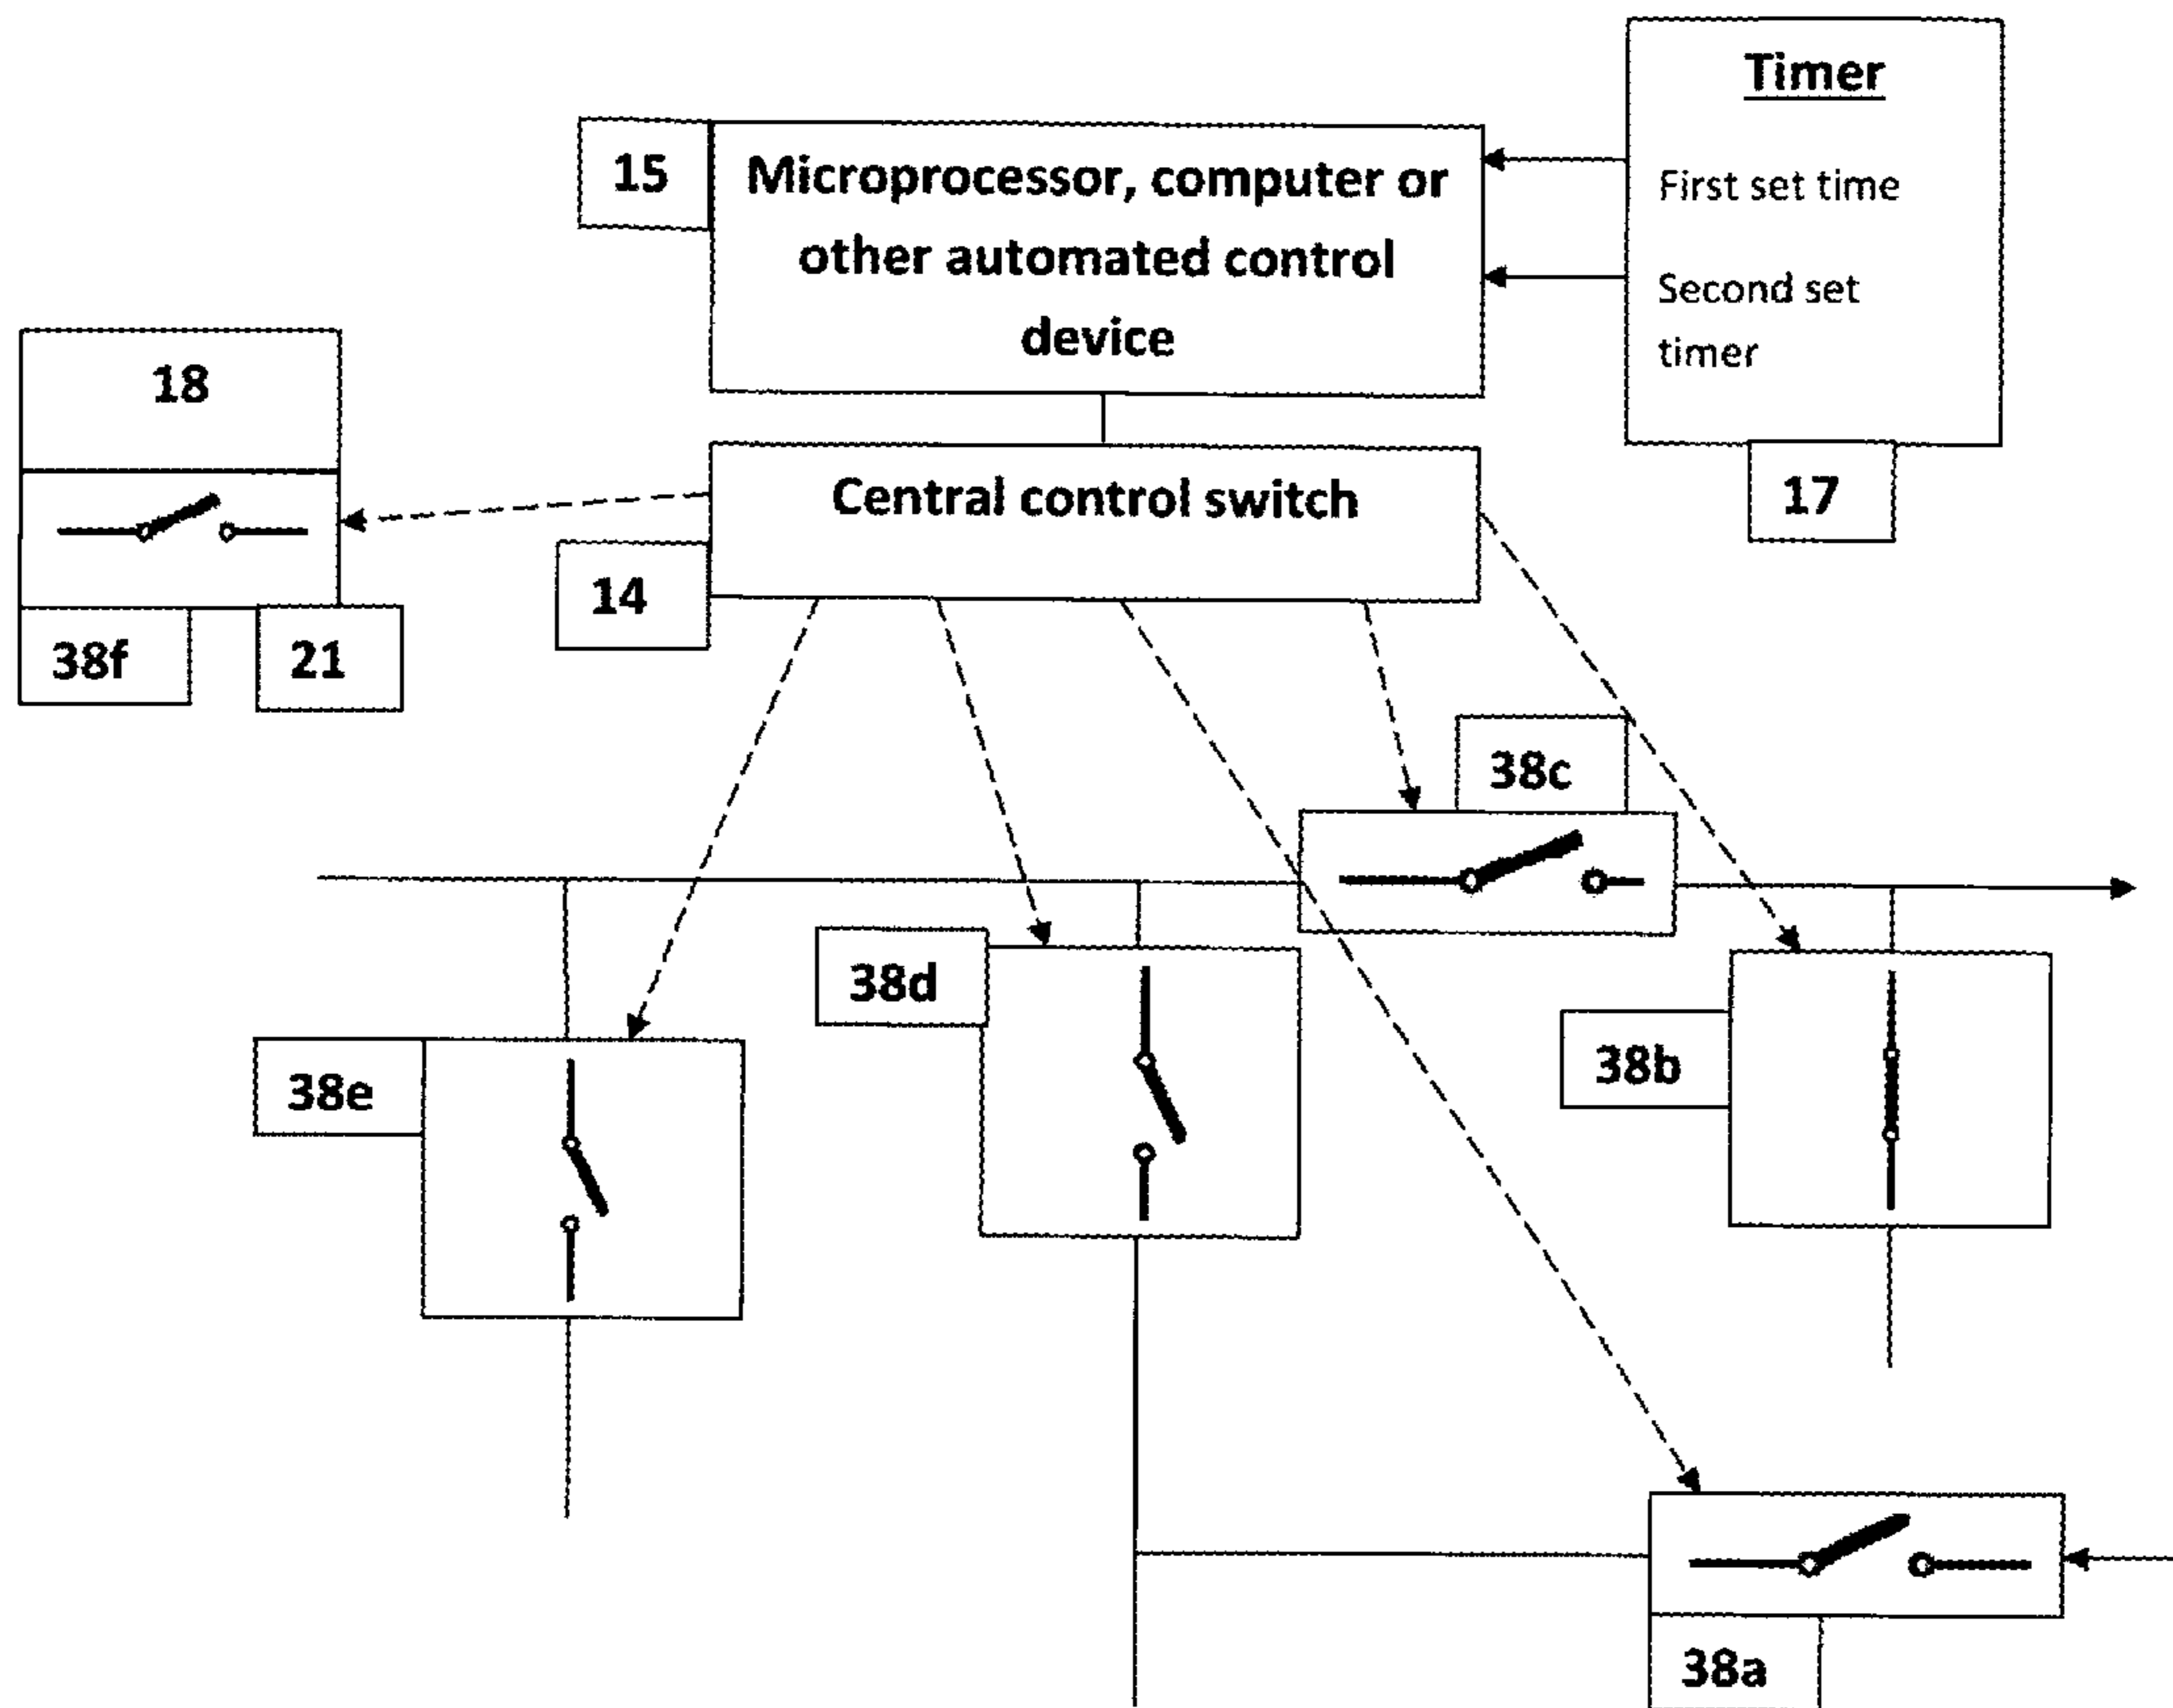 Timer
15
Microprocessor, computer or
other automated control
device
First set time
Second set
timer
18
Central control switch
17
14
38f
21
38c
38d
38b
38e
38a